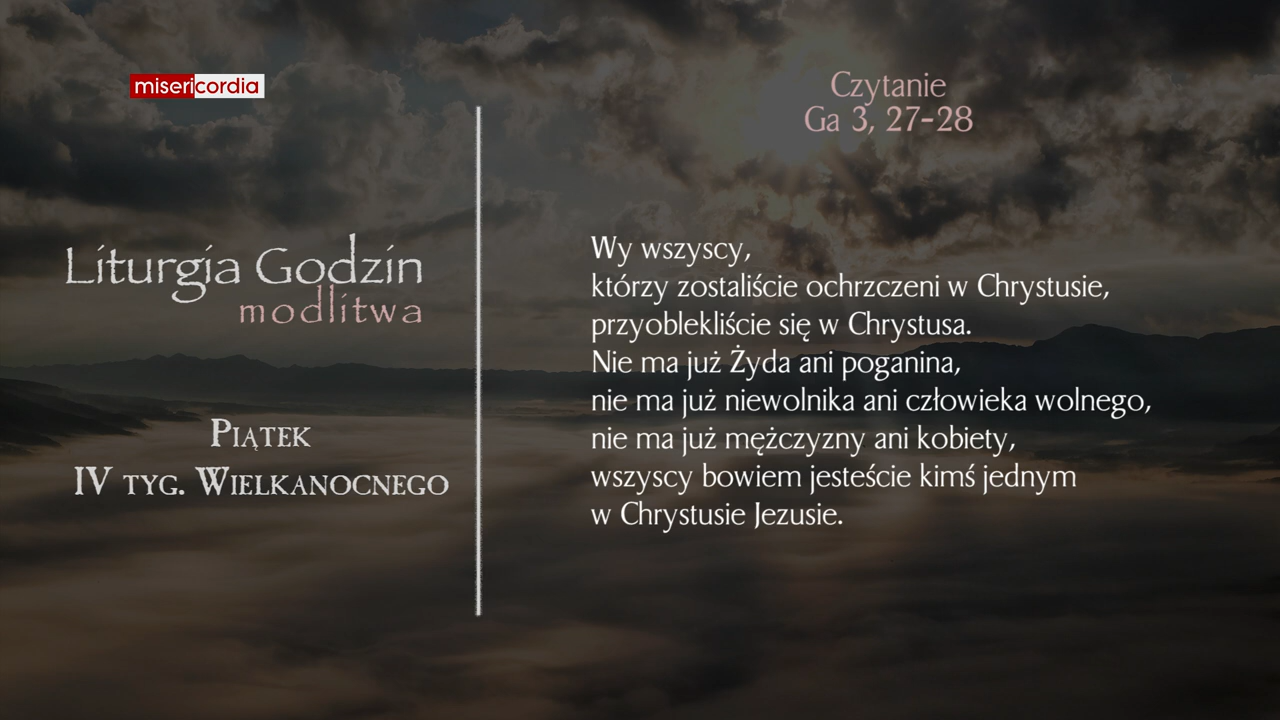 misericordia
Liturgia Godzin
modlitwa
Piątek
IV tyg. Wielkanocnego
Czytanie
Ga 3, 27-28
Wy wszyscy,
którzy zostaliście ochrzczeni w Chrystusie,
przyoblekliście się w Chrystusa.
Nie ma już Żyda ani poganina,
nie ma już niewolnika ani człowieka wolnego,
nie ma już mężczyzny ani kobiety,
wszyscy bowiem jesteście kimś jednym
w Chrystusie Jezusie.